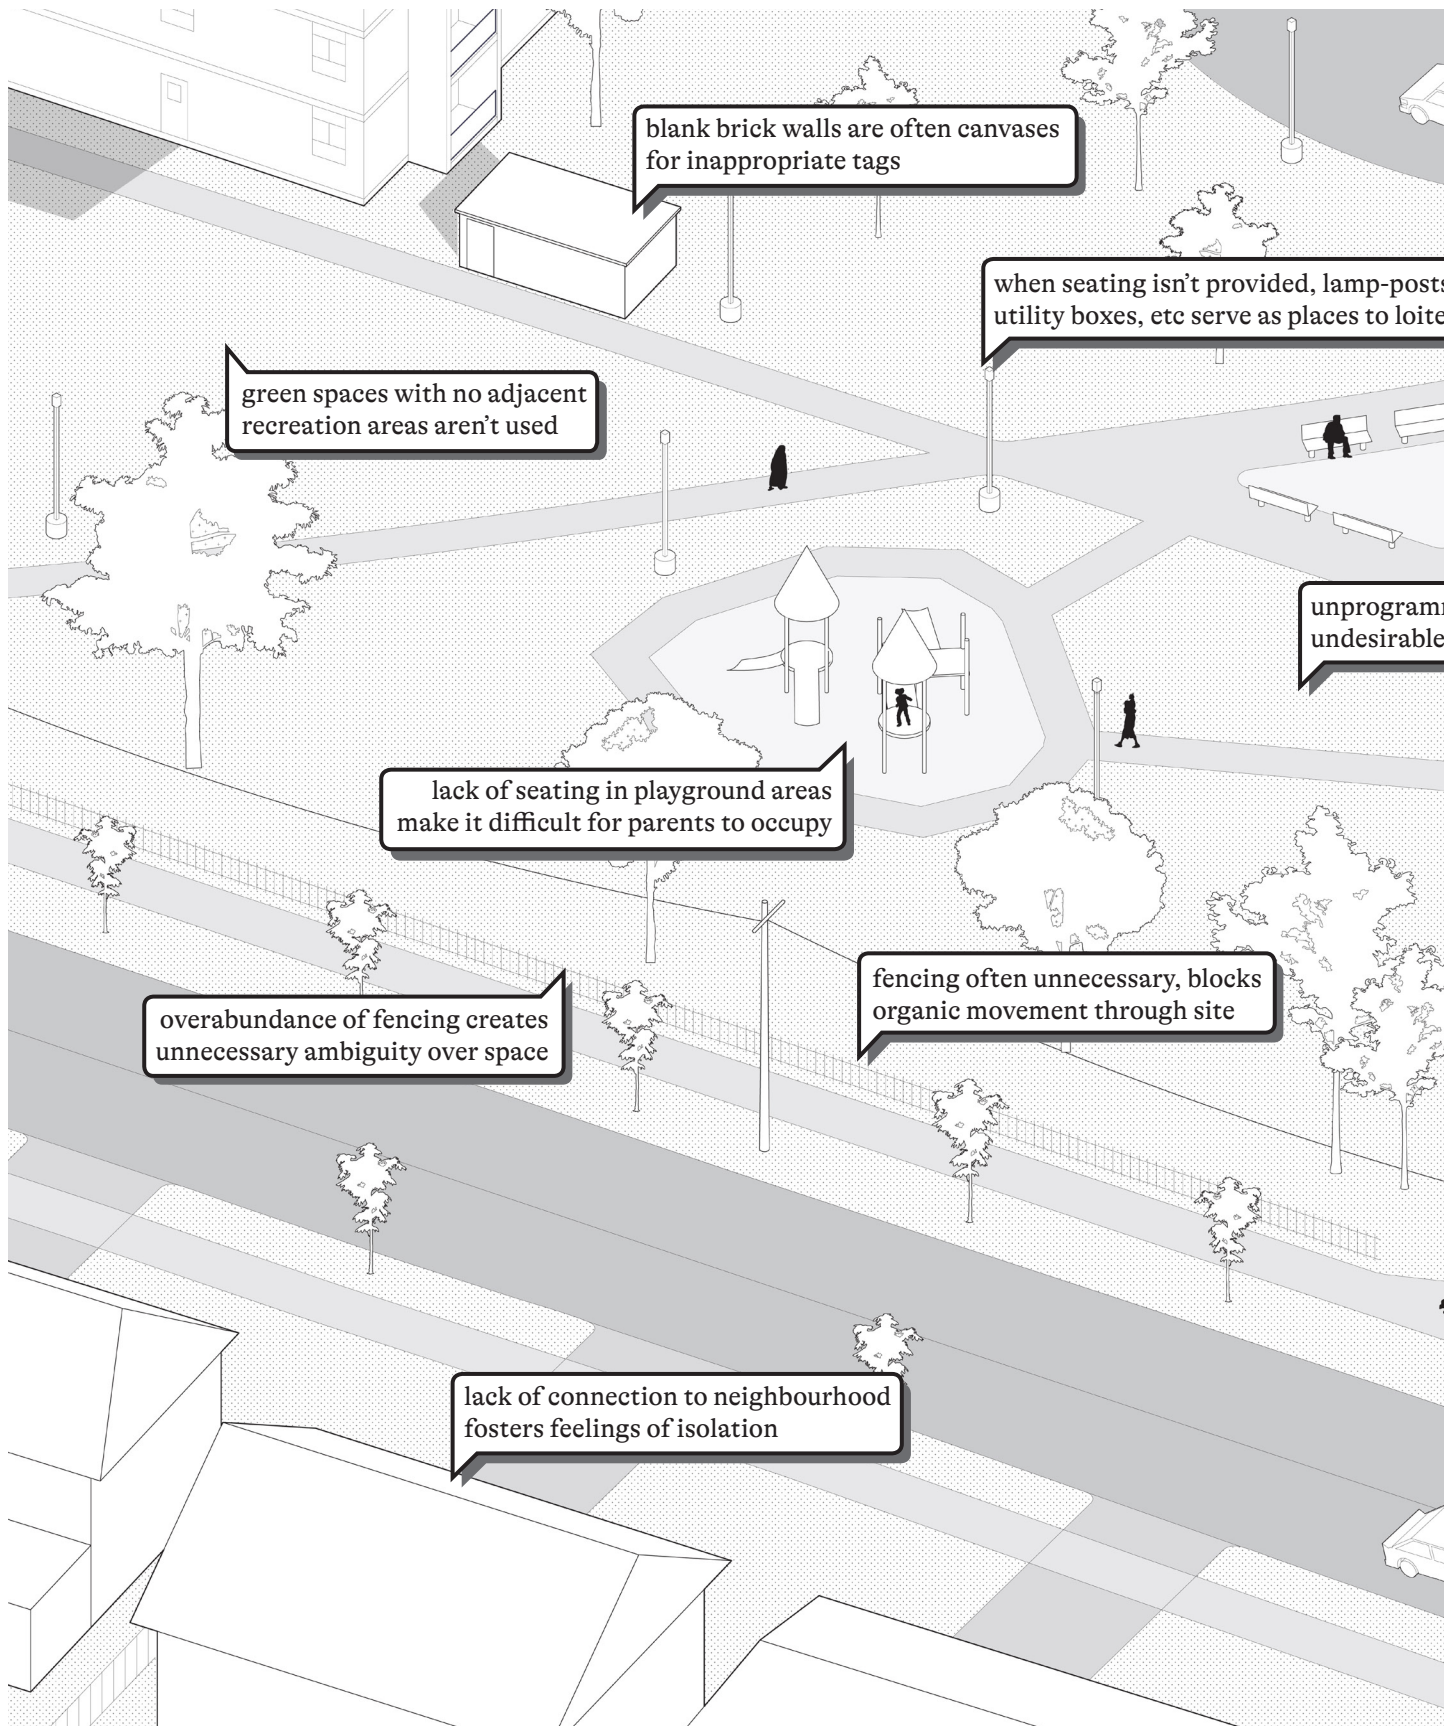 blank brick walls are often canvases
for inappropriate tags
when seating isn't provided, lamp-posts
utility boxes, etc serve as places to
green spaces with no adjacent
recreation areas aren't used
undesirable
lack of seating in playground areas
make it difficult for parents to occupy
fencing often unnecessary, blocks
organic movement through site
overabundance of fencing creates
unnecessary ambiguity over space
lack of connection to neighbourhood
fosters feelings of isolation